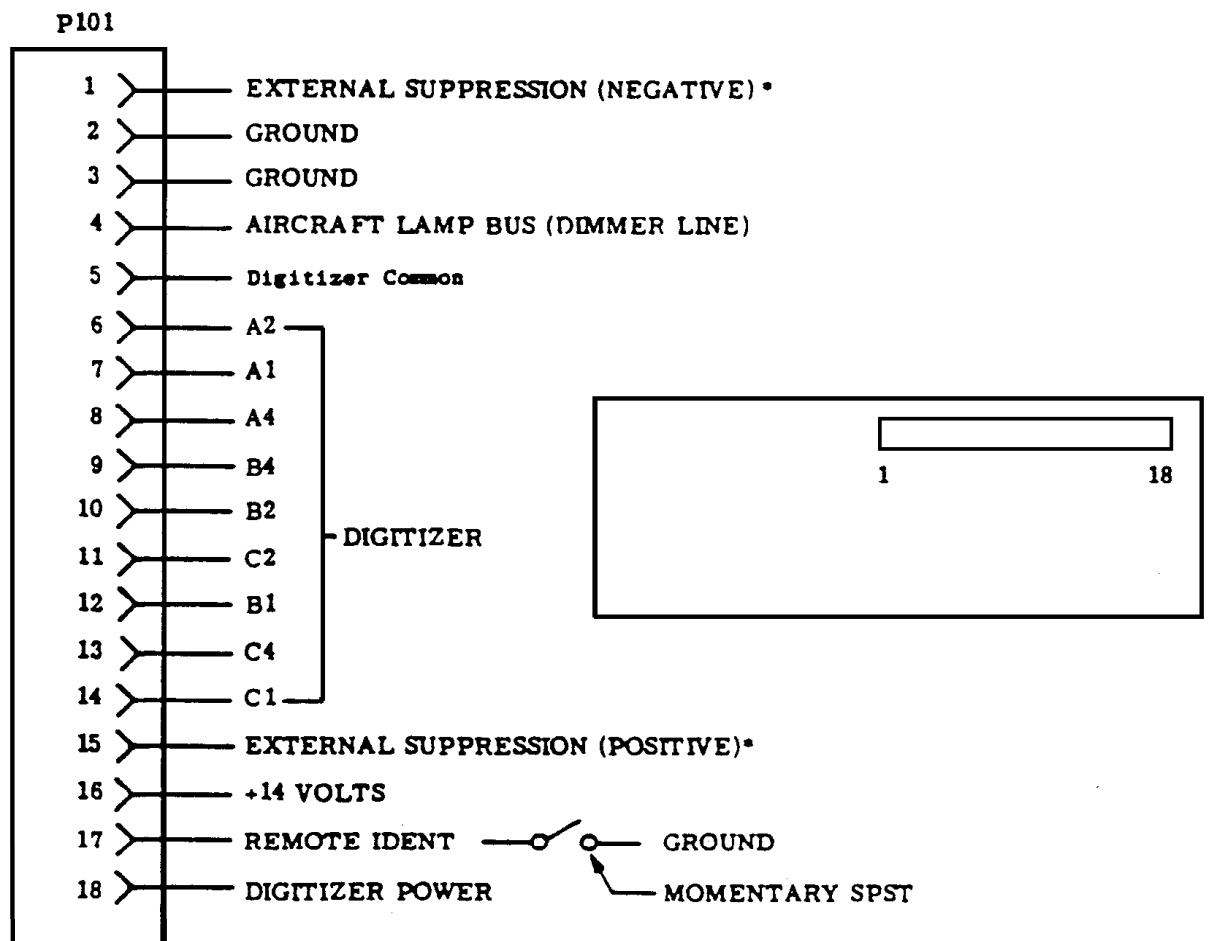 P101
1 EXTERNAL SUPPRESSION (NEGATIVE) *
2 GROUND
3 GROUND
4 AIRCRAFT LAMP BUS (DIMMER LINE)
5 Digitizer Common
6 A2
7 A1
8 A4
9 B4
10 B2
11 C2
12 B1
13 C4
14 C1
DIGITIZER
15 EXTERNAL SUPPRESSION (POSITIVE)*
16 +14 VOLTS
17 REMOTE IDENT GROUND
18 DIGITIZER POWER MOMENTARY SPST
1 18